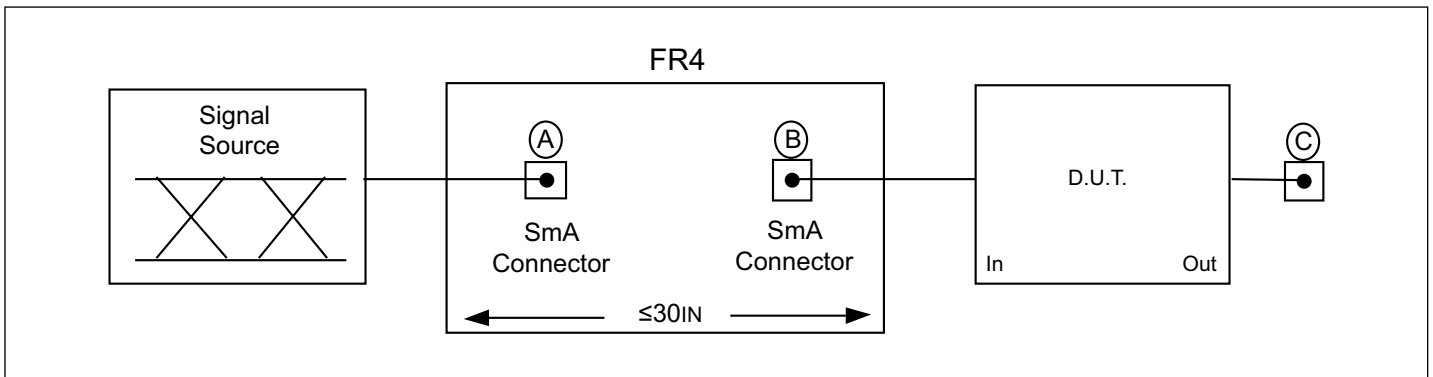 FR4
Signal
Source
A
B
C
SmA
Connector
SmA
Connector
D.U.T.
In
Out
≤30IN